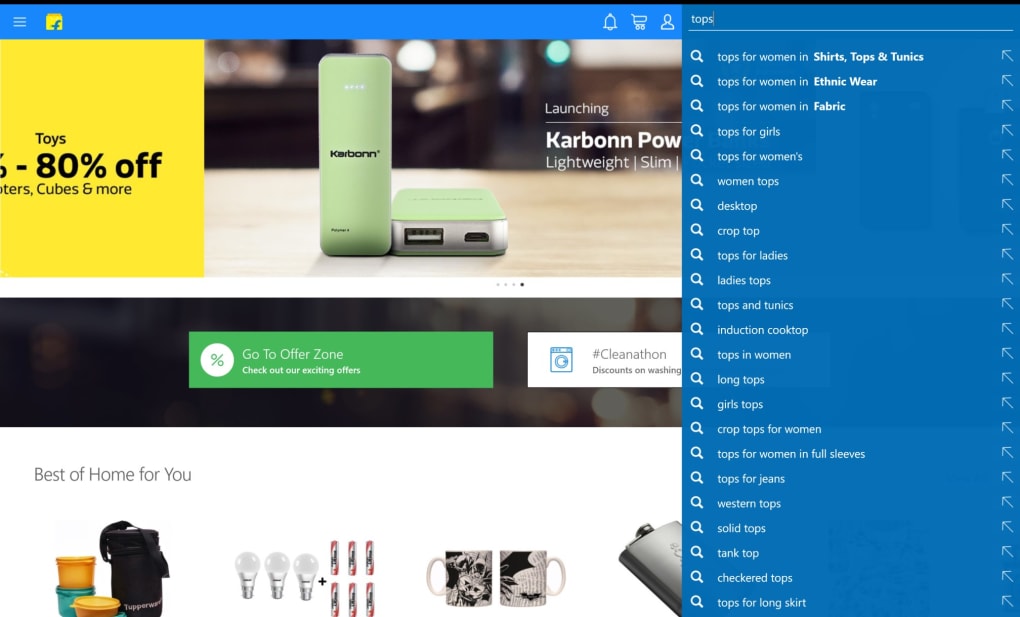 tops
Toys
% - 80% off
oters, Cubes & more
Karbonn
Launching
Karbonn Pow
Lightweight | Slim |
tops for women in Shirts, Tops & Tunics
tops for women in Ethnic Wear
tops for women in Fabric
tops for girls
tops for women's
women tops
desktop
crop top
tops for ladies
ladies tops
tops and tunics
induction cooktop
tops in women
long tops
girls tops
crop tops for women
tops for women in full sleeves
tops for jeans
western tops
solid tops
tank top
checkered tops
tops for long skirt
% Go To Offer Zone
Check out our exciting offers
#Cleanathon
Discounts on washing
Best of Home for You
+
Tupperware